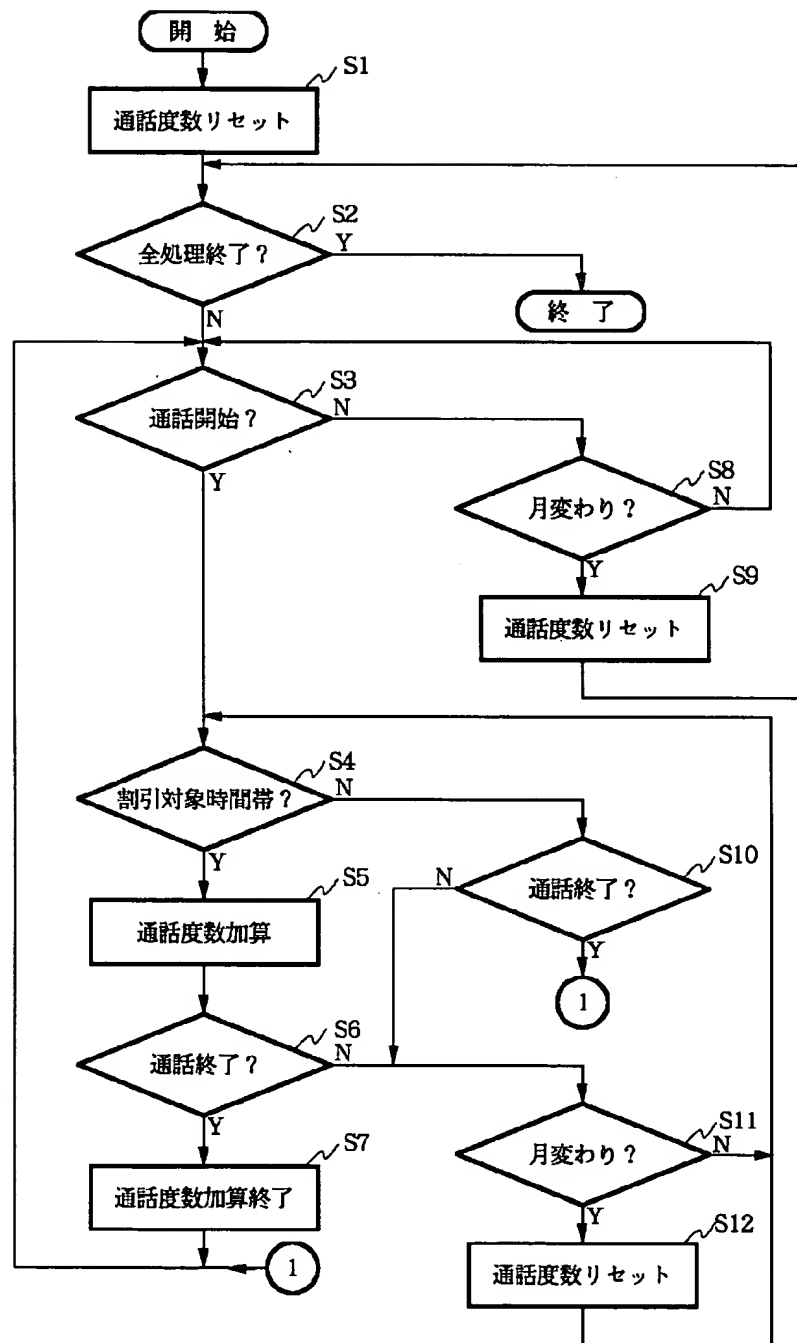 開 始
S1
通話度数リセット
S2
全処理終了？
Y
N
終 了
S3
通話開始？
N
Y
S8
月変わり？
N
Y
S9
通話度数リセット
S4
割引対象時間帯？
N
Y
S10
通話終了？
N
Y
1
S5
通話度数加算
S6
通話終了？
N
Y
S11
月変わり？
N
Y
S7
通話度数加算終了
1
S12
通話度数リセット